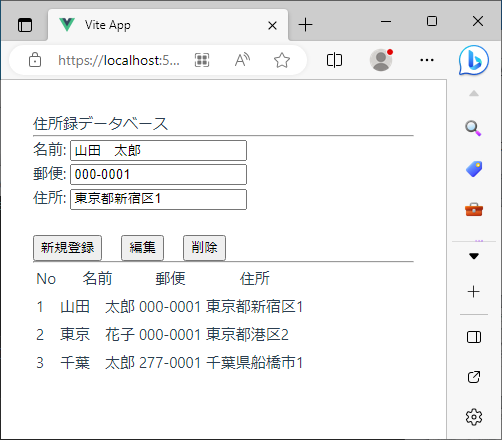 Vite App
https://localhost:5...
住所録データベース
名前: 山田　太郎
郵便: 000-0001
住所: 東京都新宿区1
新規登録 編集 削除
No 名前 郵便 住所
1 山田　太郎 000-0001 東京都新宿区1
2 東京　花子 000-0001 東京都港区2
3 千葉　太郎 277-0001 千葉県船橋市1